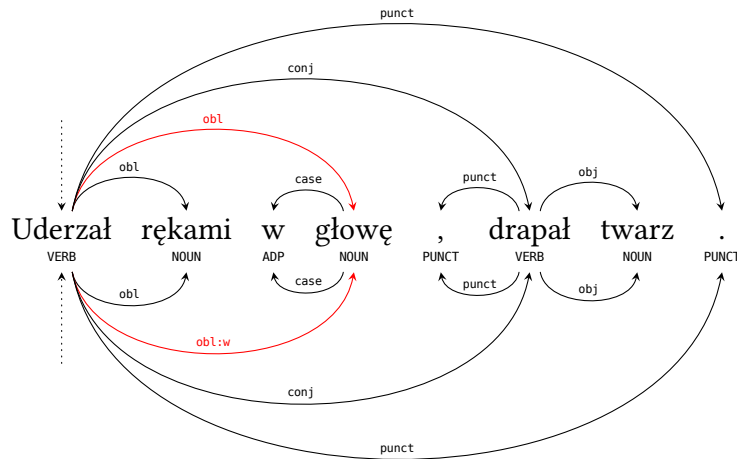 punct
conj
obl
obl case punct obj
Uderzał rękami w głowę , drapał twarz .
VERB NOUN ADP NOUN PUNCT VERB NOUN PUNCT
obl case punct obj
obl:w
conj
punct